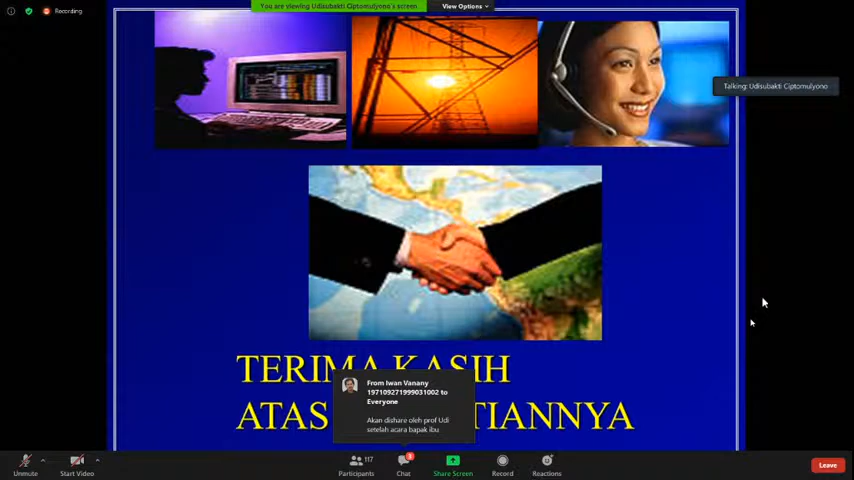 You are viewing Udisubakti Ciptomulyono's screen
View Options
Recording
Talking: Udisubakti Ciptomulyono
TERIMA KASIH
ATAS TIANNYA
From Iwan Vanany
197109271999031002 to
Everyone
Akan dishare oleh prof Udi
setelah acara bapak ibu
Unmute
Start Video
117
Participants
3
Chat
Share Screen
Record
Reactions
Leave